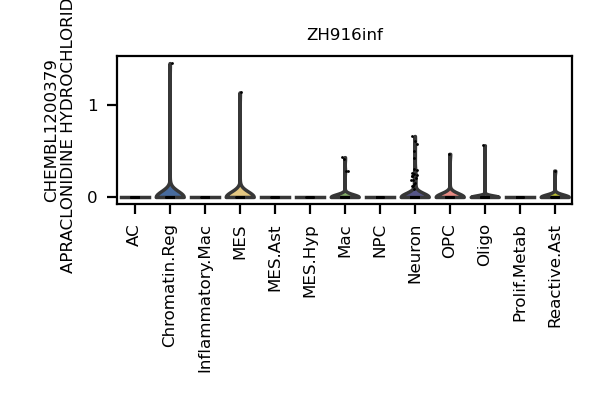 ZH916inf
CHEMBL1200379
APRACLONIDINE HYDROCHLORID
1
0
AC
Chromatin.Reg
Inflammatory.Mac
MES
MES.Ast
MES.Hyp
Mac
NPC
Neuron
OPC
Oligo
Prolif.Metab
Reactive.Ast